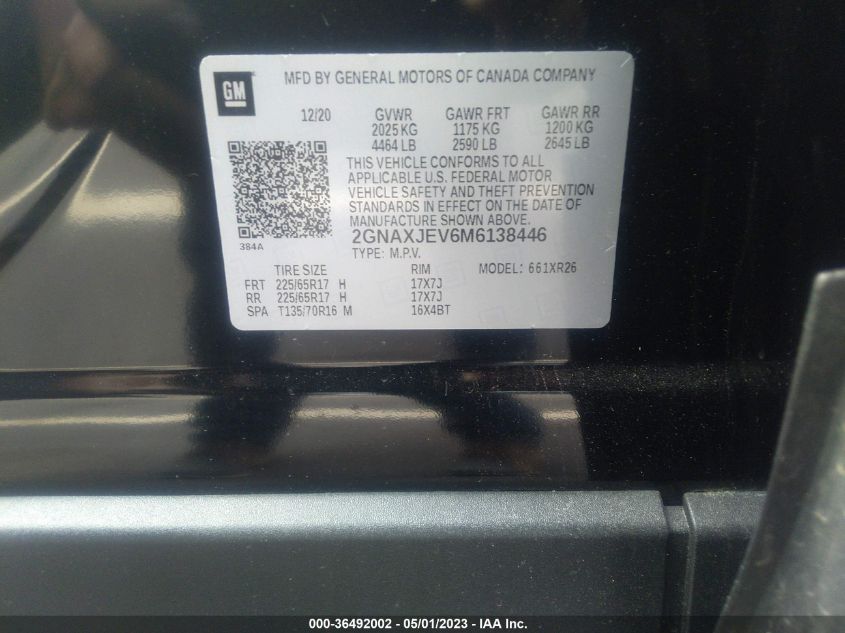 GM
MFD BY GENERAL MOTORS OF CANADA COMPANY
12/20 GVWR GAWR FRT GAWR RR
2025 KG 1175 KG 1200 KG
4464 LB 2590 LB 2645 LB
THIS VEHICLE CONFORMS TO ALL
APPLICABLE U.S. FEDERAL MOTOR
VEHICLE SAFETY AND THEFT PREVENTION
STANDARDS IN EFFECT ON THE DATE OF
MANUFACTURE SHOWN ABOVE.
384A
2GNAXJEV6M6138446
TYPE: M.P.V.
TIRE SIZE RIM MODEL: 661XR26
FRT 225/65R17 H 17X7J
RR 225/65R17 H 17X7J
SPA T135/70R16 M 16X4BT
000-36492002 - 05/01/2023 - IAA Inc.